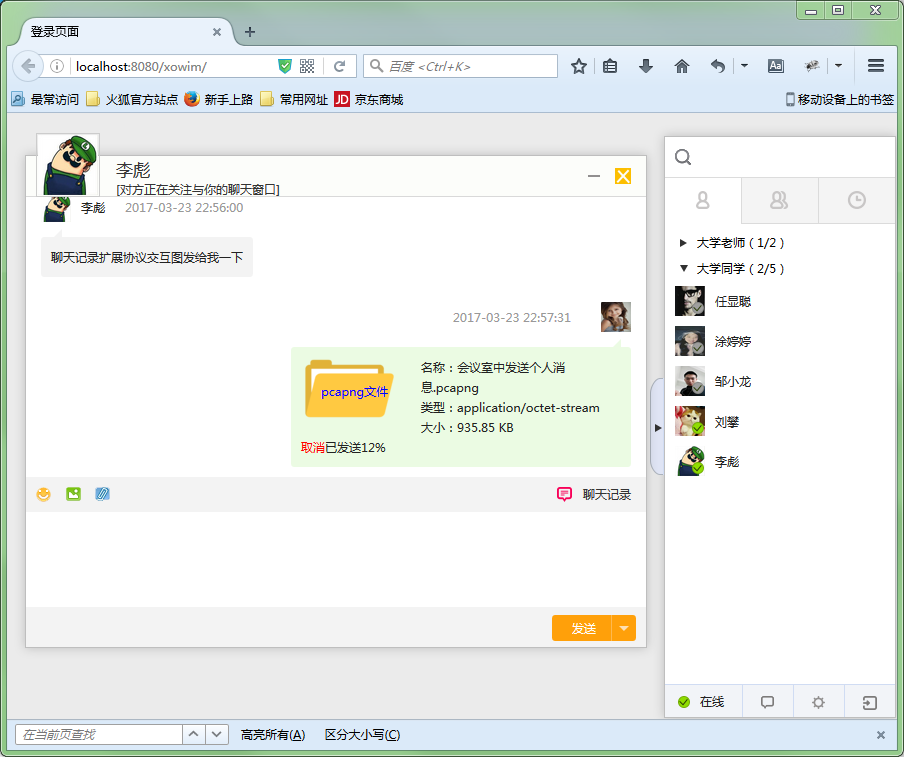 登录页面
localhost:8080/xowim/
百度 <Ctrl+K>
最常访问
火狐官方站点
新手上路
常用网址
JD
京东商城
移动设备上的书签
李彪
[对方正在关注与你的聊天窗口]
李彪
2017-03-23 22:56:00
聊天记录扩展协议交互图发给我一下
2017-03-23 22:57:31
pcapng文件
名称：会议室中发送个人消
息.pcapng
类型：application/octet-stream
大小：935.85 KB
取消已发送12%
聊天记录
发送
大学老师（1/2）
大学同学（2/5）
任显聪
涂婷婷
邹小龙
刘攀
李彪
在线
在当前页查找
高亮所有(A)
区分大小写(C)